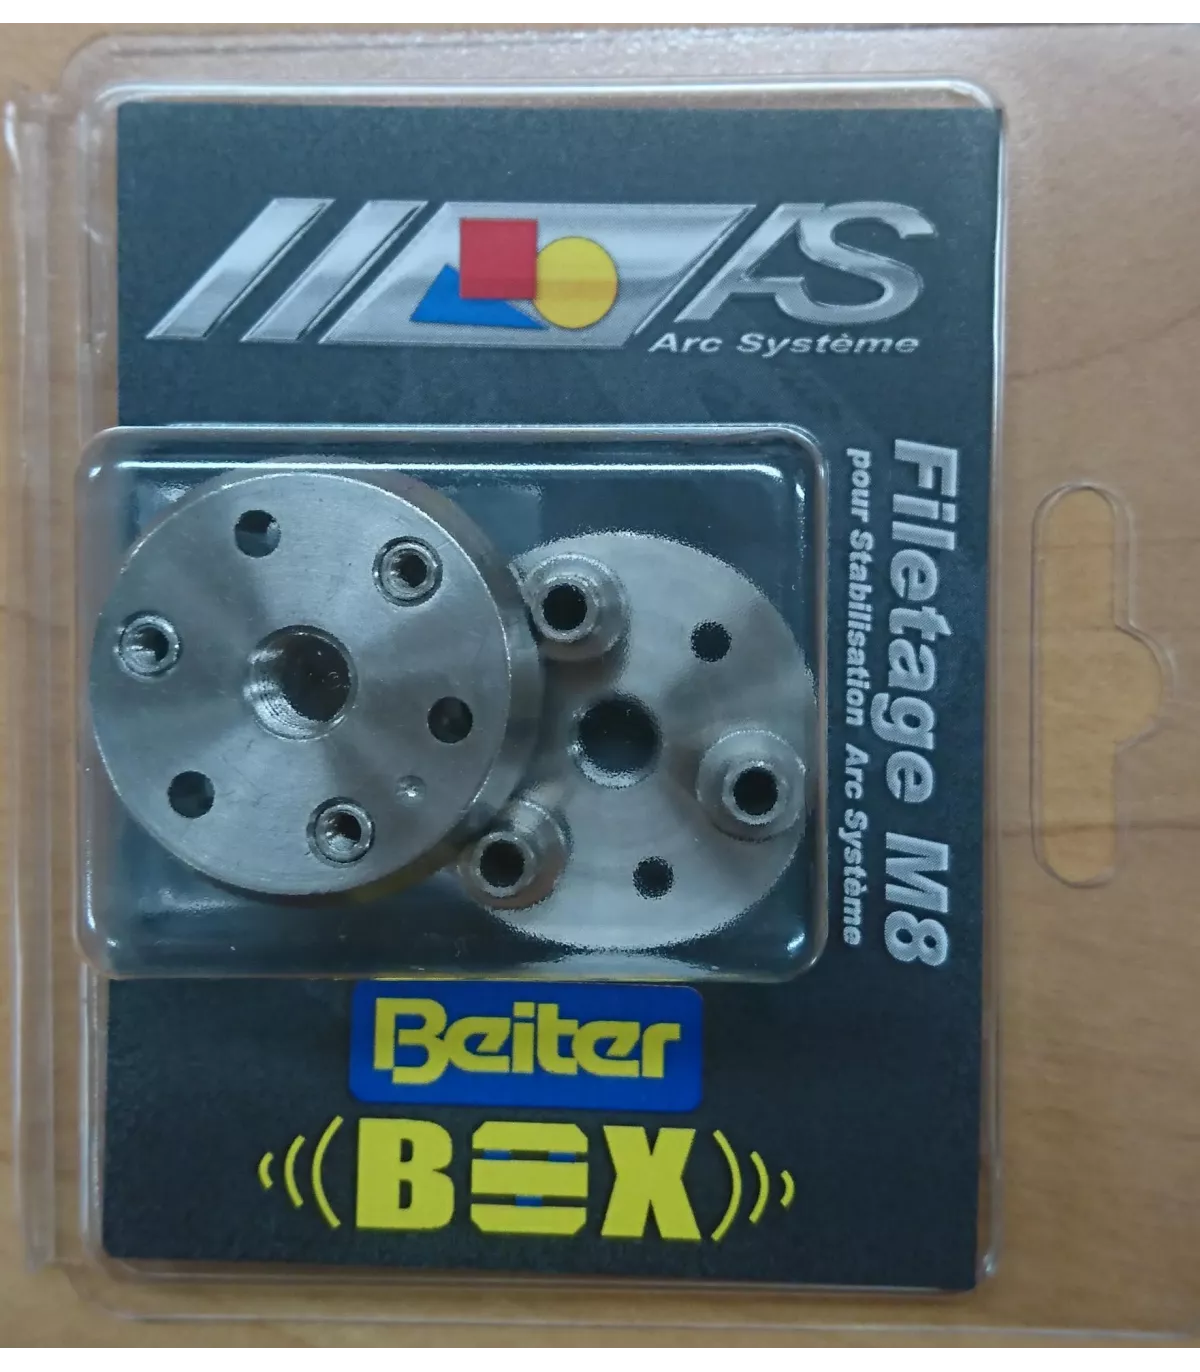 AS
Arc Système
Filetage M8
pour Stabilisation Arc Système
Beiter
BOX